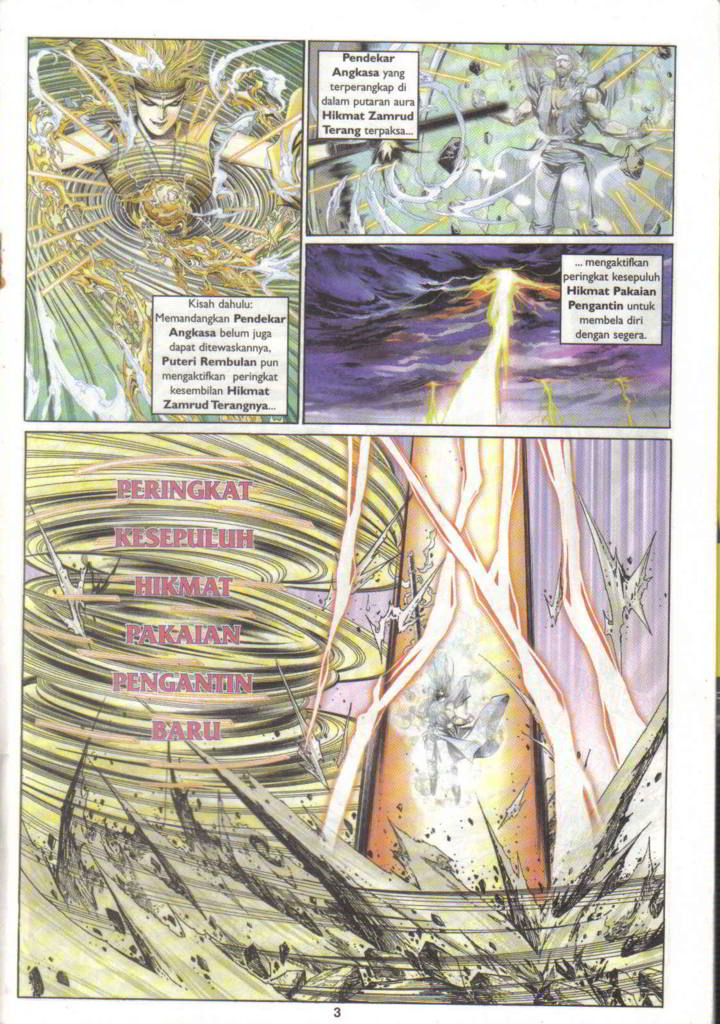 Kisah dahulu:
Memandangkan Pendekar
Angkasa belum juga
dapat ditewaskannya,
Puteri Rembulan pun
mengaktifkan peringkat
kesembilan Hikmat
Zamrud Terangnya...
Pendekar
Angkasa yang
terperangkap di
dalam putaran aura
Hikmat Zamrud
Terang terpaksa...
... mengaktifkan
peringkat kesepuluh
Hikmat Pakaian
Pengantin untuk
membela diri
dengan segera.
PERINGKAT
KESEPULUH
HIKMAT
PAKAIAN
PENGANTIN
BARU
3